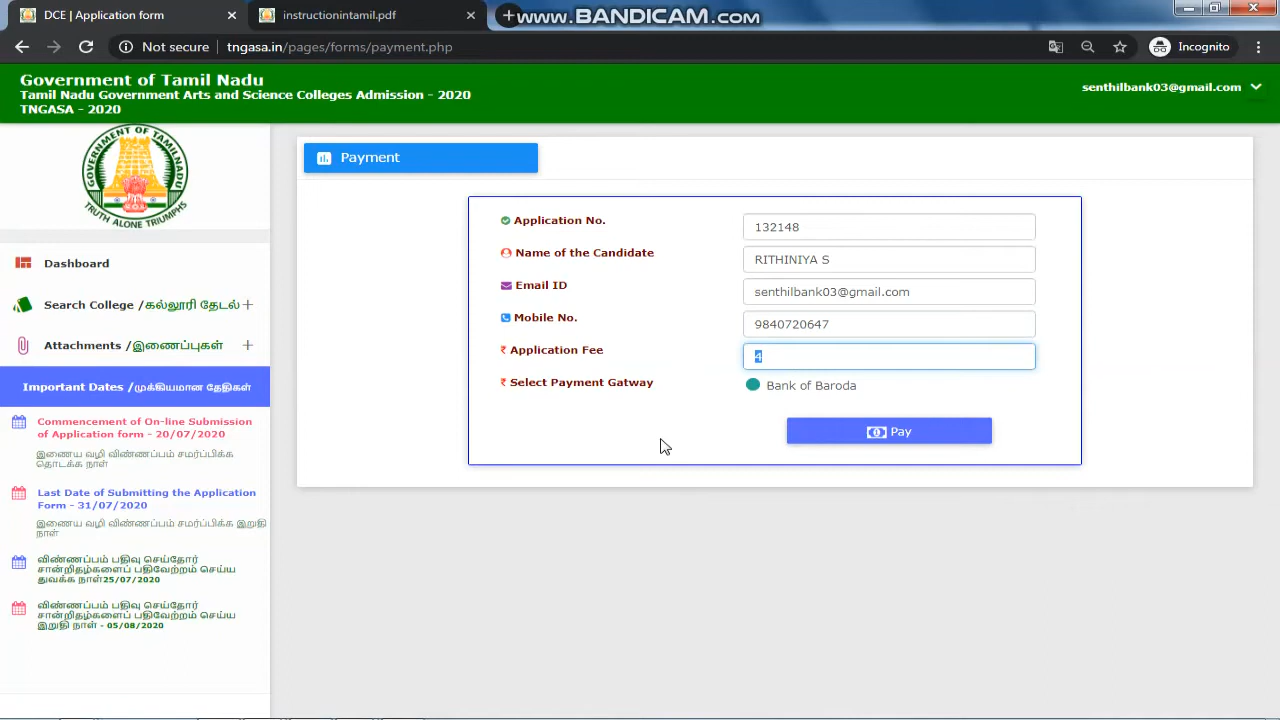 DCE | Application form
instructionintamil.pdf
www.BANDICAM.com
Not secure
tngasa.in/pages/forms/payment.php
Incognito
Government of Tamil Nadu
Tamil Nadu Government Arts and Science Colleges Admission - 2020
TNGASA - 2020
senthilbank03@gmail.com
GOVERNMENT OF TAMILNADU
TRUTH ALONE TRIUMPHS
Dashboard
Search College /கல்லூரி தேடல்
Attachments /இணைப்புகள்
Important Dates /முக்கியமான தேதிகள்
Commencement of On-line Submission
of Application form - 20/07/2020
இணைய வழி விண்ணப்பம் சமர்ப்பிக்க
தொடக்க நாள்
Last Date of Submitting the Application
Form - 31/07/2020
இணைய வழி விண்ணப்பம் சமர்ப்பிக்க இறுதி
நாள்
விண்ணப்பம் பதிவு செய்தோர்
சான்றிதழ்களைப் பதிவேற்றம் செய்ய
துவக்க நாள்25/07/2020
விண்ணப்பம் பதிவு செய்தோர்
சான்றிதழ்களைப் பதிவேற்றம் செய்ய
இறுதி நாள் - 05/08/2020
Payment
Application No.
132148
Name of the Candidate
RITHINIYA S
Email ID
senthilbank03@gmail.com
Mobile No.
9840720647
Application Fee
4
Select Payment Gatway
Bank of Baroda
Pay